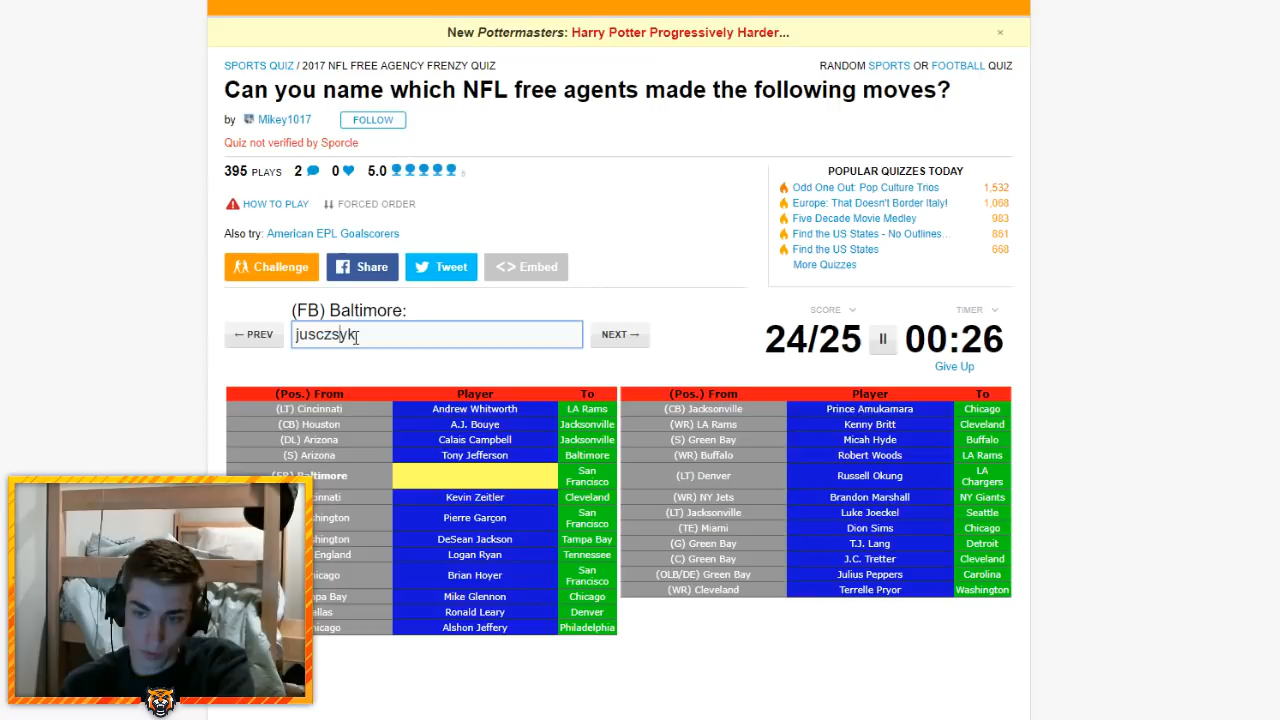 New Pottermasters: Harry Potter Progressively Harder... ×
SPORTS QUIZ / 2017 NFL FREE AGENCY FRENZY QUIZ
RANDOM SPORTS OR FOOTBALL QUIZ
Can you name which NFL free agents made the following moves?
by Mikey1017 FOLLOW
Quiz not verified by Sporcle
395 PLAYS 2 0 5.0
HOW TO PLAY FORCED ORDER
Also try: American EPL Goalscorers
Challenge Share Tweet <> Embed
POPULAR QUIZZES TODAY
Odd One Out: Pop Culture Trios 1,532
Europe: That Doesn't Border Italy! 1,068
Five Decade Movie Medley 983
Find the US States - No Outlines... 861
Find the US States 668
More Quizzes
(FB) Baltimore:
← PREV jusczsyk NEXT →
SCORE TIMER
24/25 00:26
Give Up
(Pos.) From Player To
(LT) Cincinnati Andrew Whitworth LA Rams
(CB) Houston A.J. Bouye Jacksonville
(DL) Arizona Calais Campbell Jacksonville
(S) Arizona Tony Jefferson Baltimore
(FB) Baltimore San Francisco
cinnati Kevin Zeitler Cleveland
shington Pierre Garçon San Francisco
shington DeSean Jackson Tampa Bay
England Logan Ryan Tennessee
icago Brian Hoyer San Francisco
pa Bay Mike Glennon Chicago
llas Ronald Leary Denver
icago Alshon Jeffery Philadelphia
(Pos.) From Player To
(CB) Jacksonville Prince Amukamara Chicago
(WR) LA Rams Kenny Britt Cleveland
(S) Green Bay Micah Hyde Buffalo
(WR) Buffalo Robert Woods LA Rams
(LT) Denver Russell Okung LA Chargers
(WR) NY Jets Brandon Marshall NY Giants
(LT) Jacksonville Luke Joeckel Seattle
(TE) Miami Dion Sims Chicago
(G) Green Bay T.J. Lang Detroit
(C) Green Bay J.C. Tretter Cleveland
(OLB/DE) Green Bay Julius Peppers Carolina
(WR) Cleveland Terrelle Pryor Washington